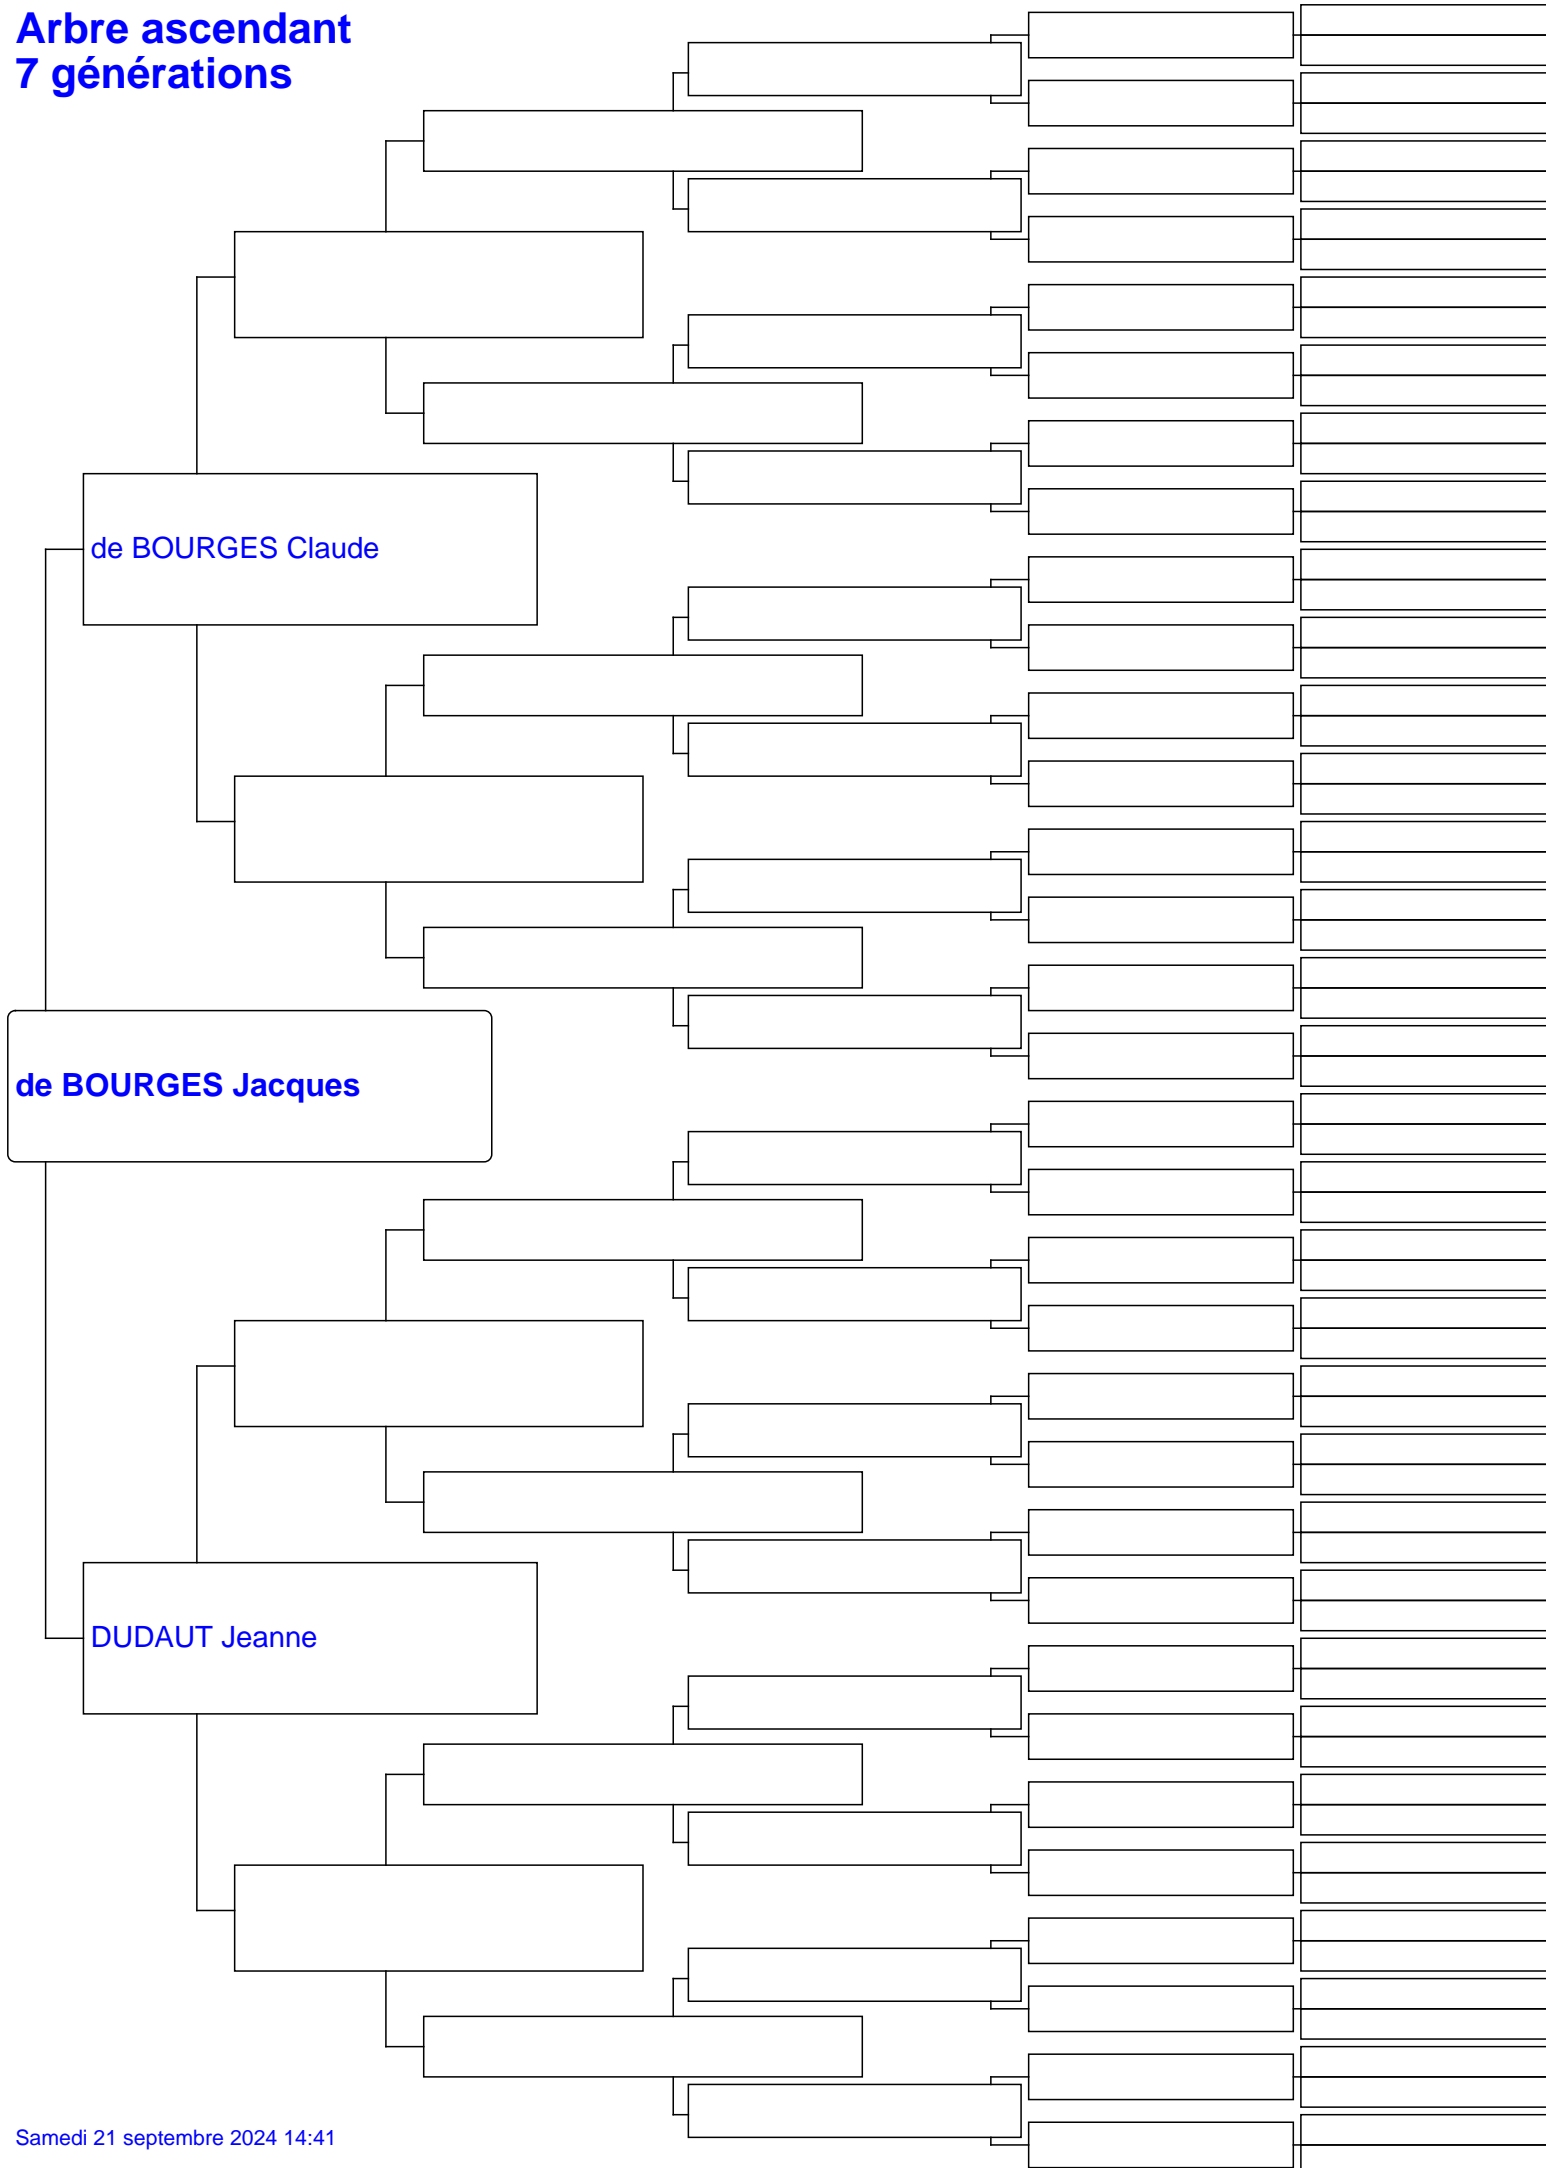 Arbre ascendant
7 générations
de BOURGES Claude
de BOURGES Jacques
DUDAUT Jeanne
Samedi 21 septembre 2024 14:41